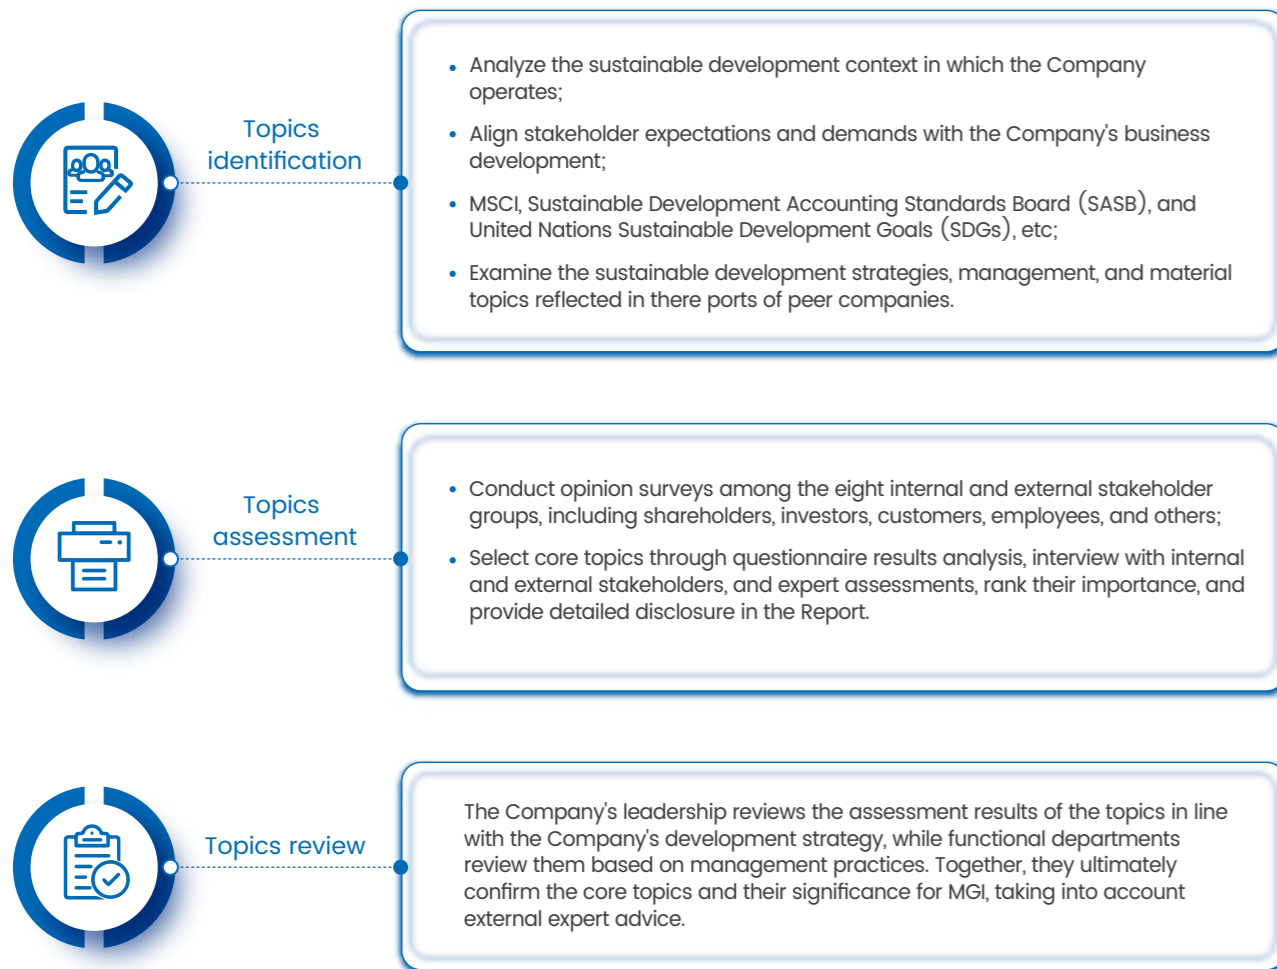 Topics
identification
• Analyze the sustainable development context in which the Company
operates;
• Align stakeholder expectations and demands with the Company's business
development;
• MSCI, Sustainable Development Accounting Standards Board (SASB), and
United Nations Sustainable Development Goals (SDGs), etc;
• Examine the sustainable development strategies, management, and material
topics reflected in there ports of peer companies.
Topics
assessment
• Conduct opinion surveys among the eight internal and external stakeholder
groups, including shareholders, investors, customers, employees, and others;
• Select core topics through questionnaire results analysis, interview with internal
and external stakeholders, and expert assessments, rank their importance, and
provide detailed disclosure in the Report.
Topics review
The Company's leadership reviews the assessment results of the topics in line
with the Company's development strategy, while functional departments
review them based on management practices. Together, they ultimately
confirm the core topics and their significance for MGI, taking into account
external expert advice.